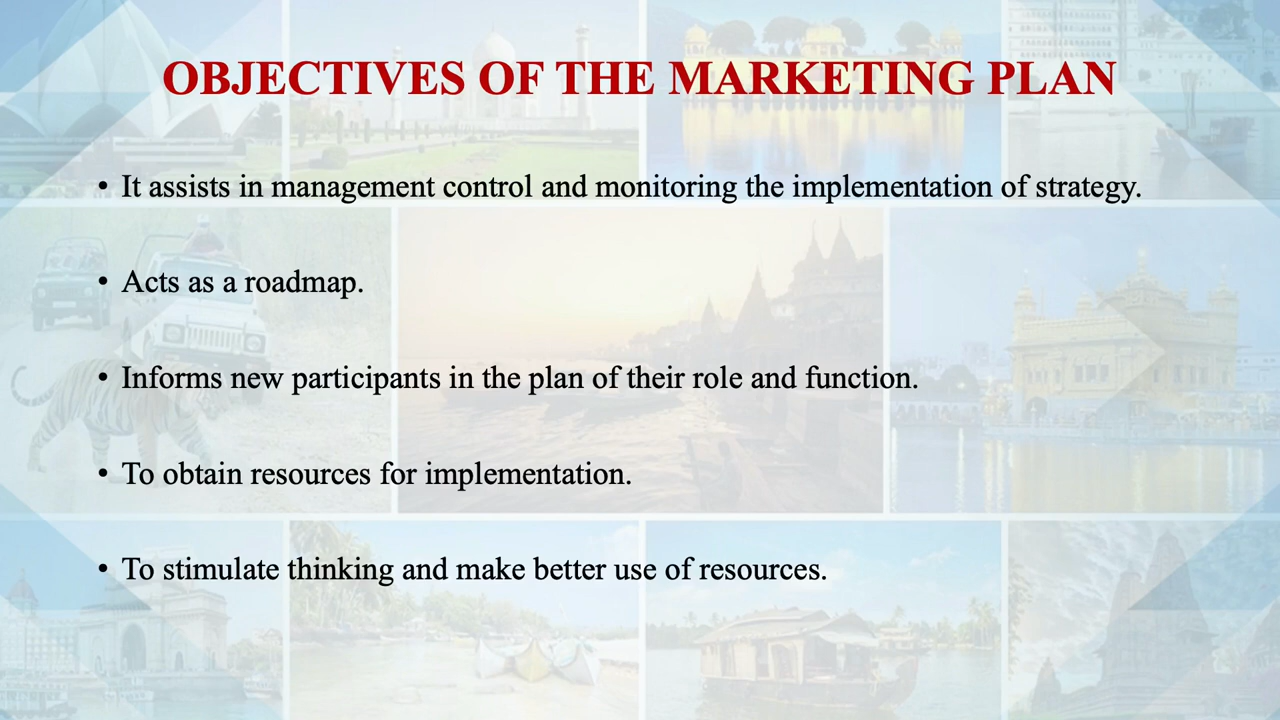 OBJECTIVES OF THE MARKETING PLAN
• It assists in management control and monitoring the implementation of strategy.
• Acts as a roadmap.
• Informs new participants in the plan of their role and function.
• To obtain resources for implementation.
• To stimulate thinking and make better use of resources.